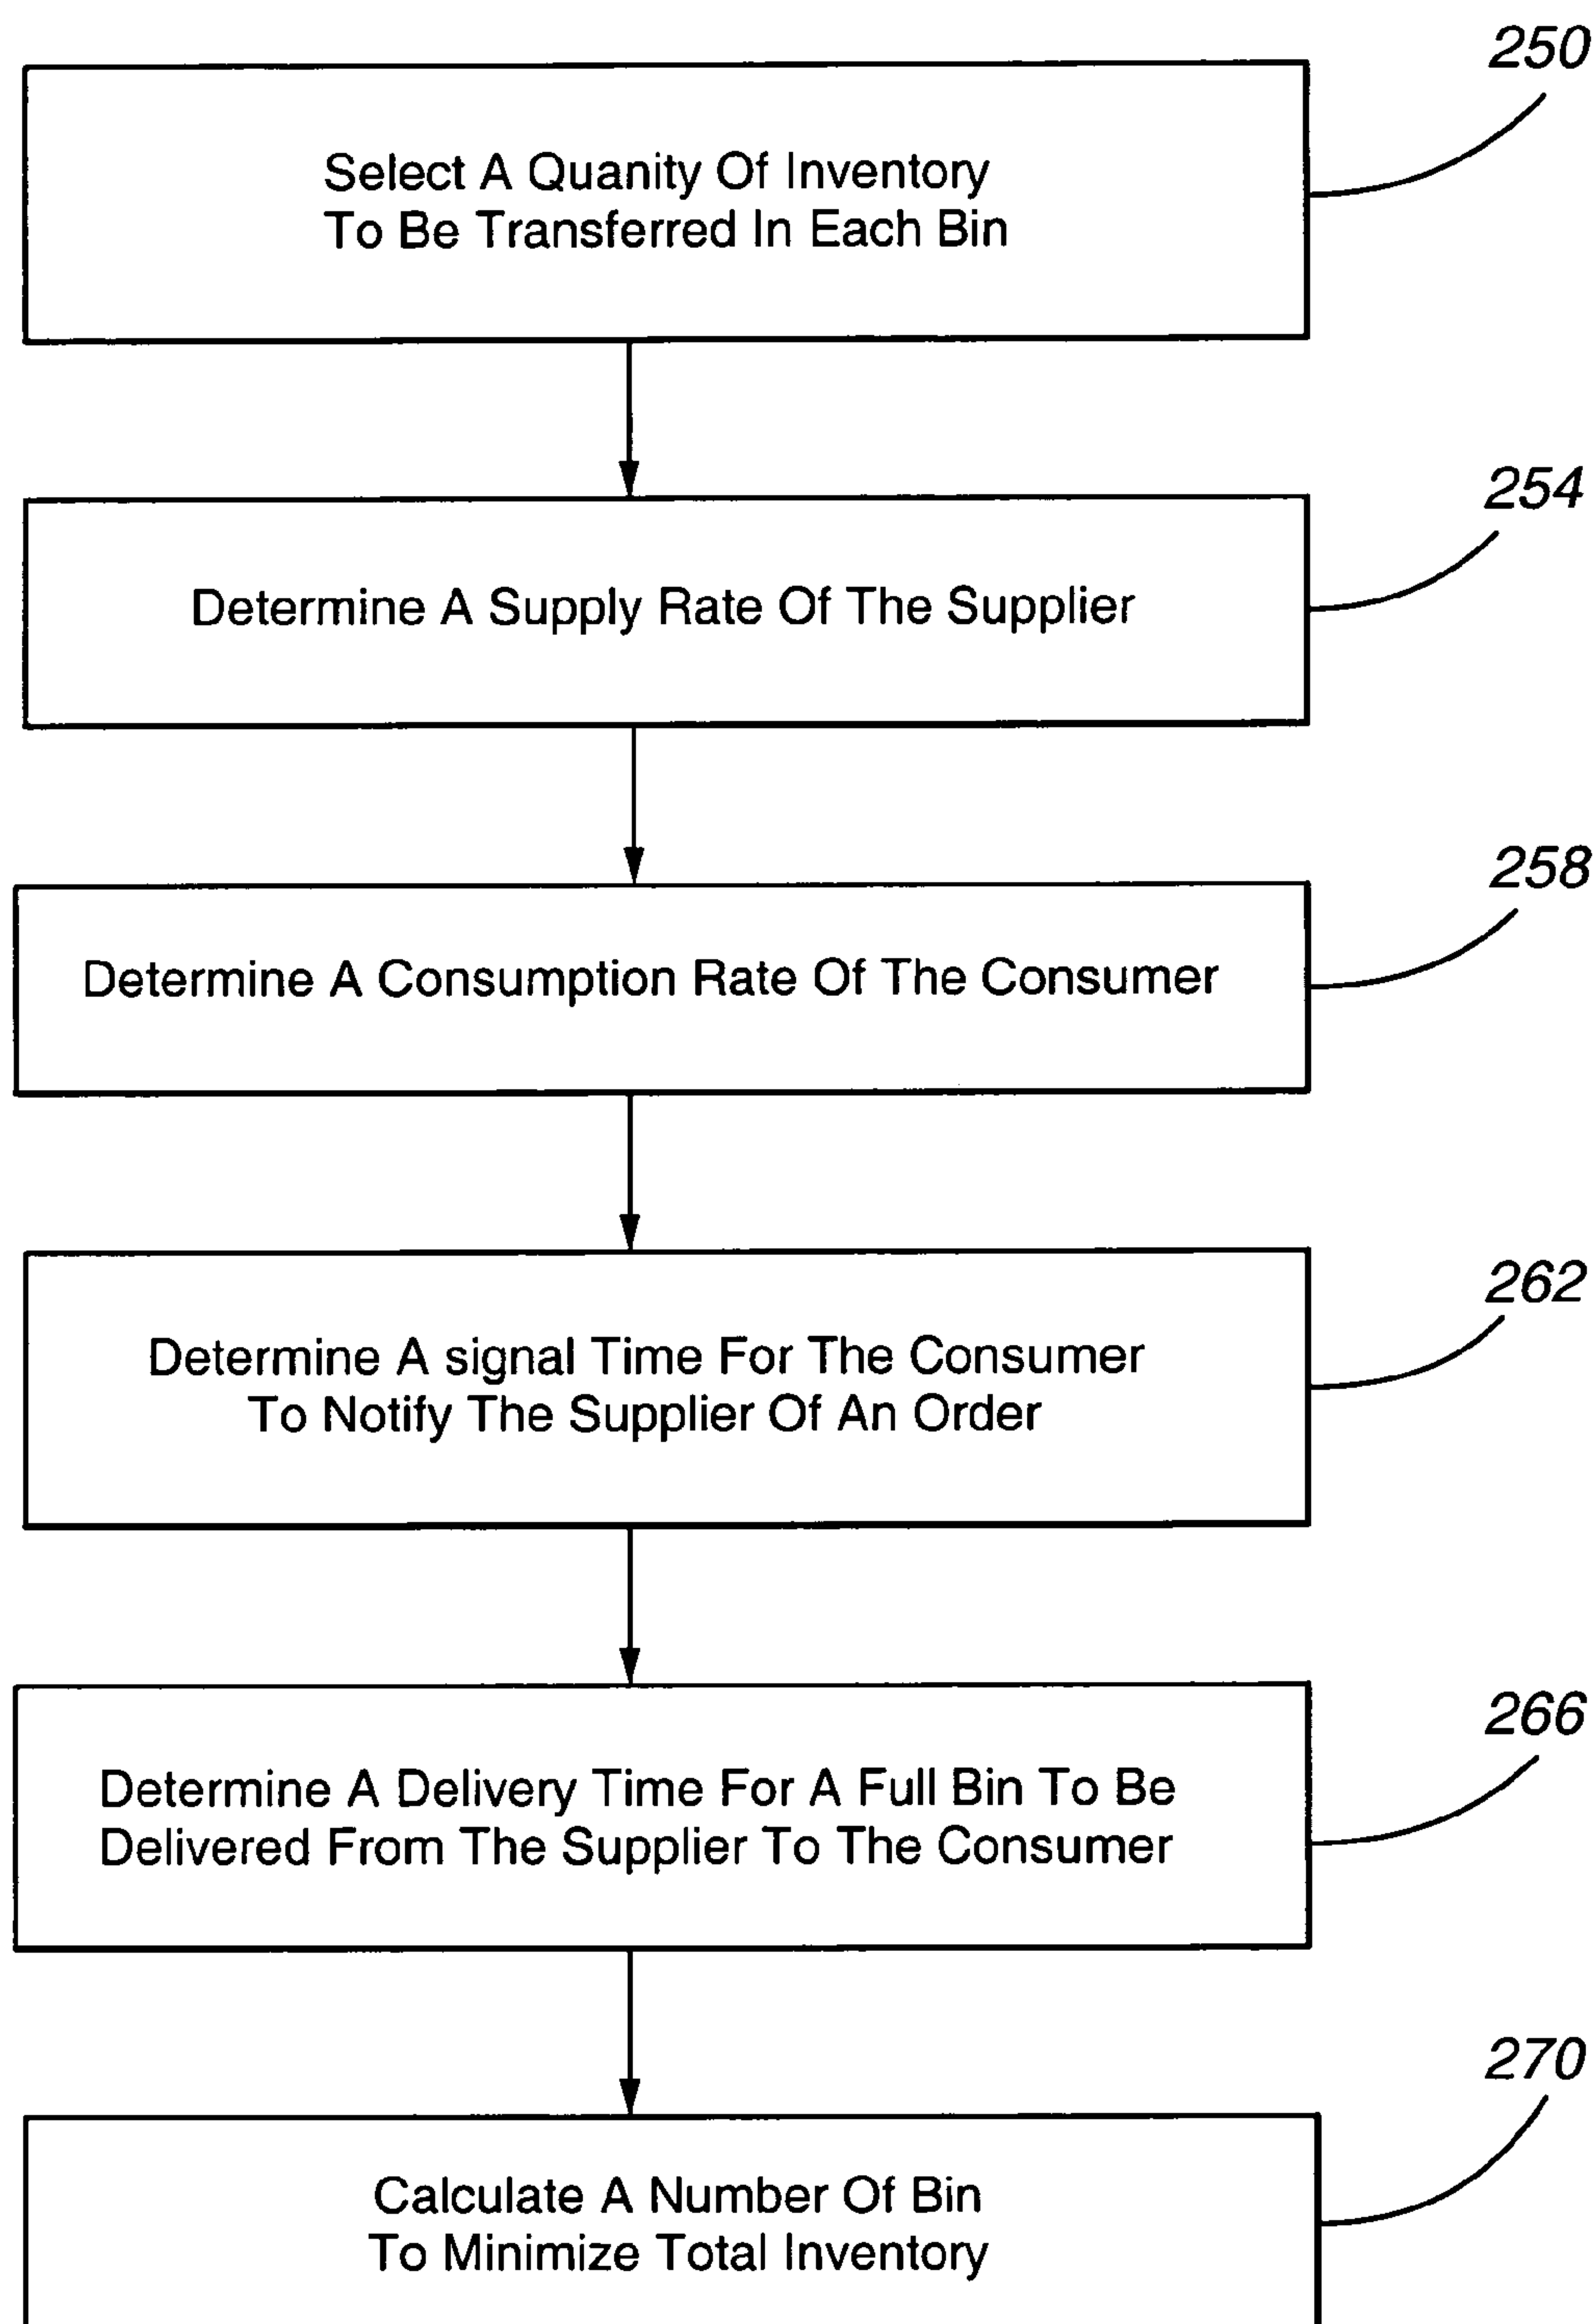 250
Select A Quanity Of Inventory
To Be Transferred In Each Bin
254
Determine A Supply Rate Of The Supplier
258
Determine A Consumption Rate Of The Consumer
262
Determine A signal Time For The Consumer
To Notify The Supplier Of An Order
266
Determine A Delivery Time For A Full Bin To Be
Delivered From The Supplier To The Consumer
270
Calculate A Number Of Bin
To Minimize Total Inventory